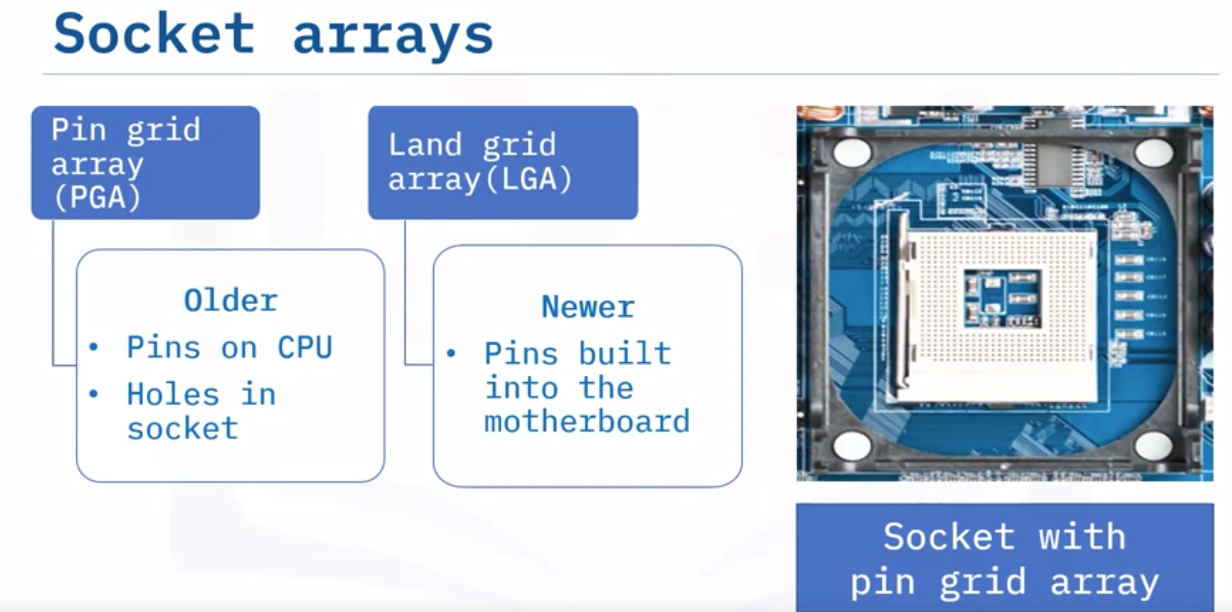 Socket arrays
Pin grid
array
(PGA)
Older
• Pins on CPU
• Holes in
socket
Land grid
array(LGA)
Newer
• Pins built
into the
motherboard
Socket with
pin grid array